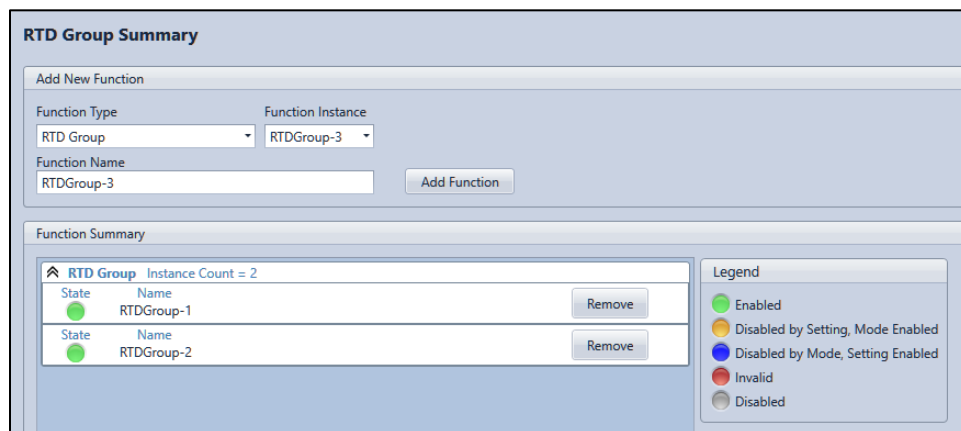 RTD Group Summary
Add New Function
Function Type Function Instance
RTD Group RTDGroup-3
Function Name
RTDGroup-3 Add Function
Function Summary
RTD Group Instance Count = 2
State Name
RTDGroup-1 Remove
State Name
RTDGroup-2 Remove
Legend
Enabled
Disabled by Setting, Mode Enabled
Disabled by Mode, Setting Enabled
Invalid
Disabled